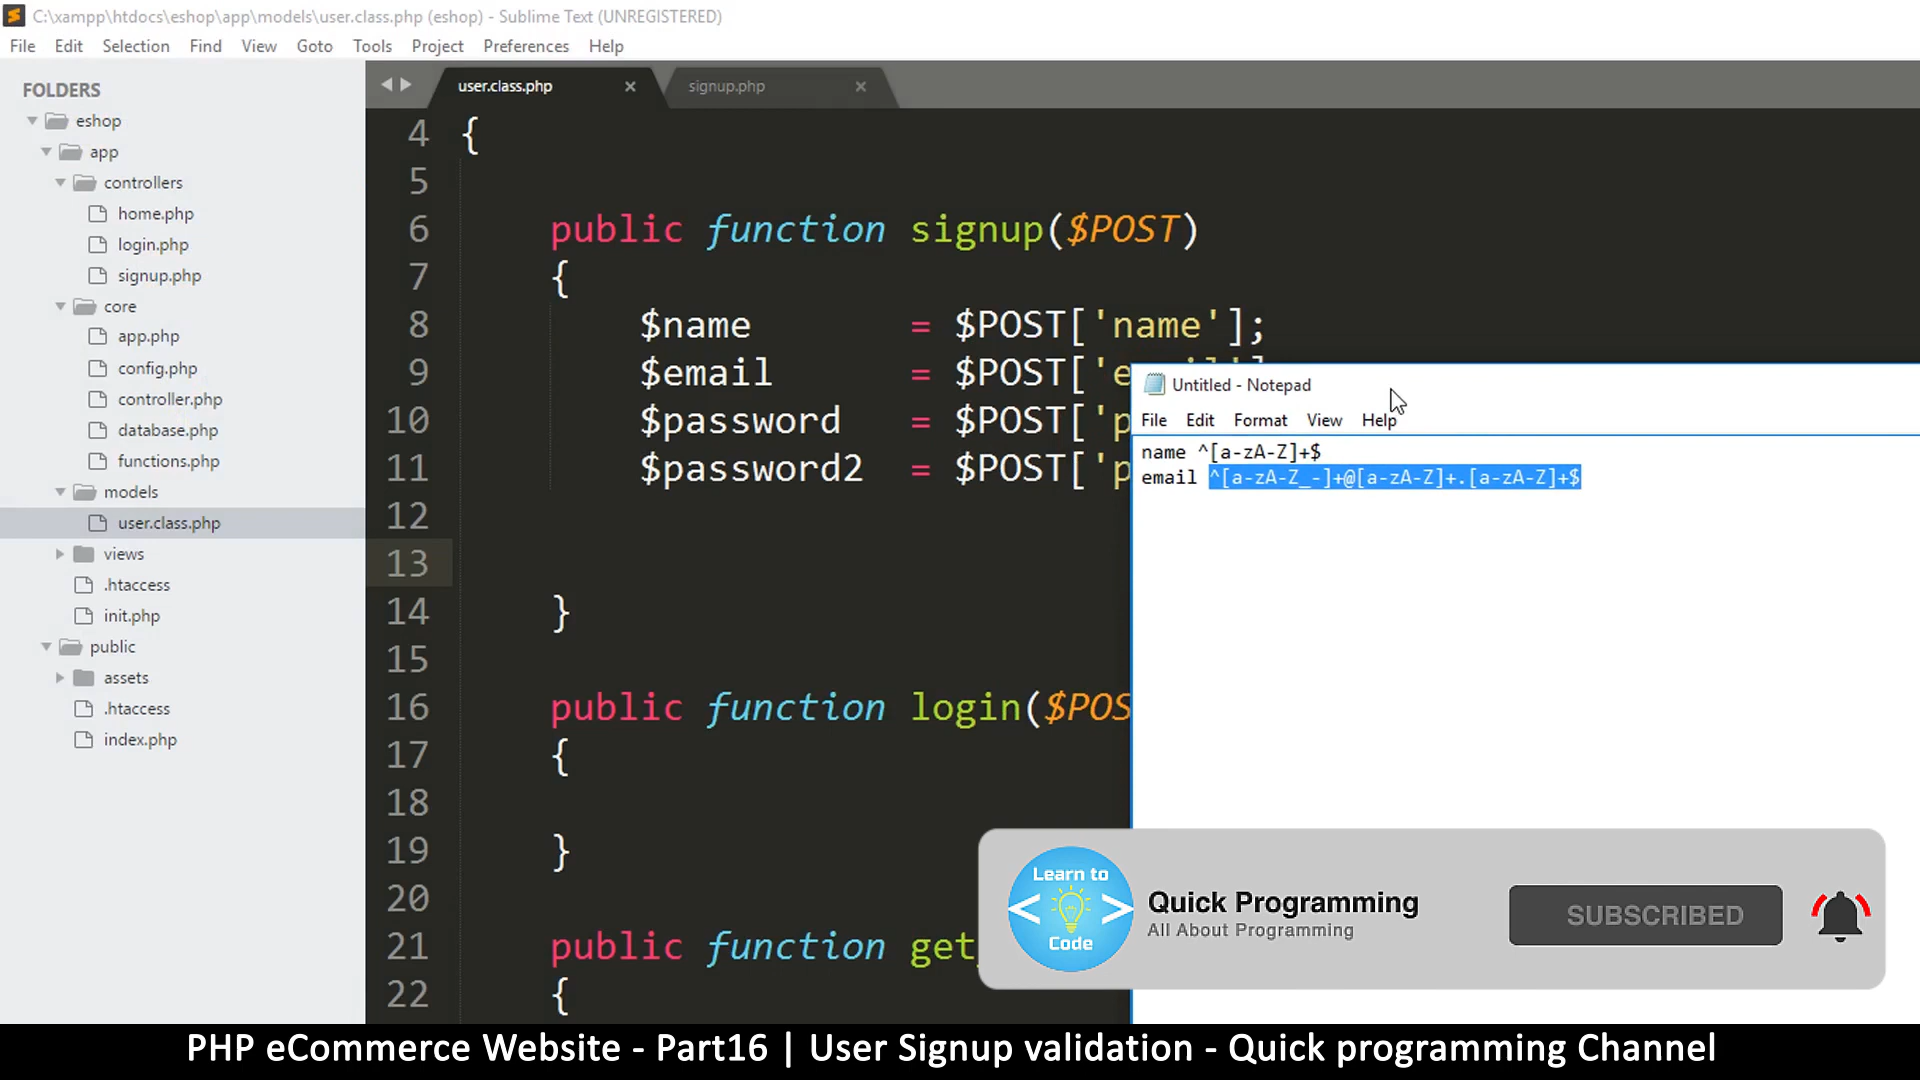 C:\xampp\htdocs\eshop\app\models\user.class.php (eshop) - Sublime Text (UNREGISTERED)
File Edit Selection Find View Goto Tools Project Preferences Help
FOLDERS
eshop
app
controllers
home.php
login.php
signup.php
core
app.php
config.php
controller.php
database.php
functions.php
models
user.class.php
views
.htaccess
init.php
public
assets
.htaccess
index.php
user.class.php signup.php
4 {
5
6 public function signup($POST)
7 {
8 $name = $POST['name'];
9 $email = $POST['email']
10 $password = $POST['p
11 $password2 = $POST['p
12
13
14 }
15
16 public function login($POS
17 {
18
19 }
20
21 public function get
22 {
Untitled - Notepad
File Edit Format View Help
name ^[a-zA-Z]+$
email ^[a-zA-Z_-]+@[a-zA-Z]+.[a-zA-Z]+$
Learn to
< >
Code
Quick Programming
All About Programming
SUBSCRIBED
PHP eCommerce Website - Part16 | User Signup validation - Quick programming Channel